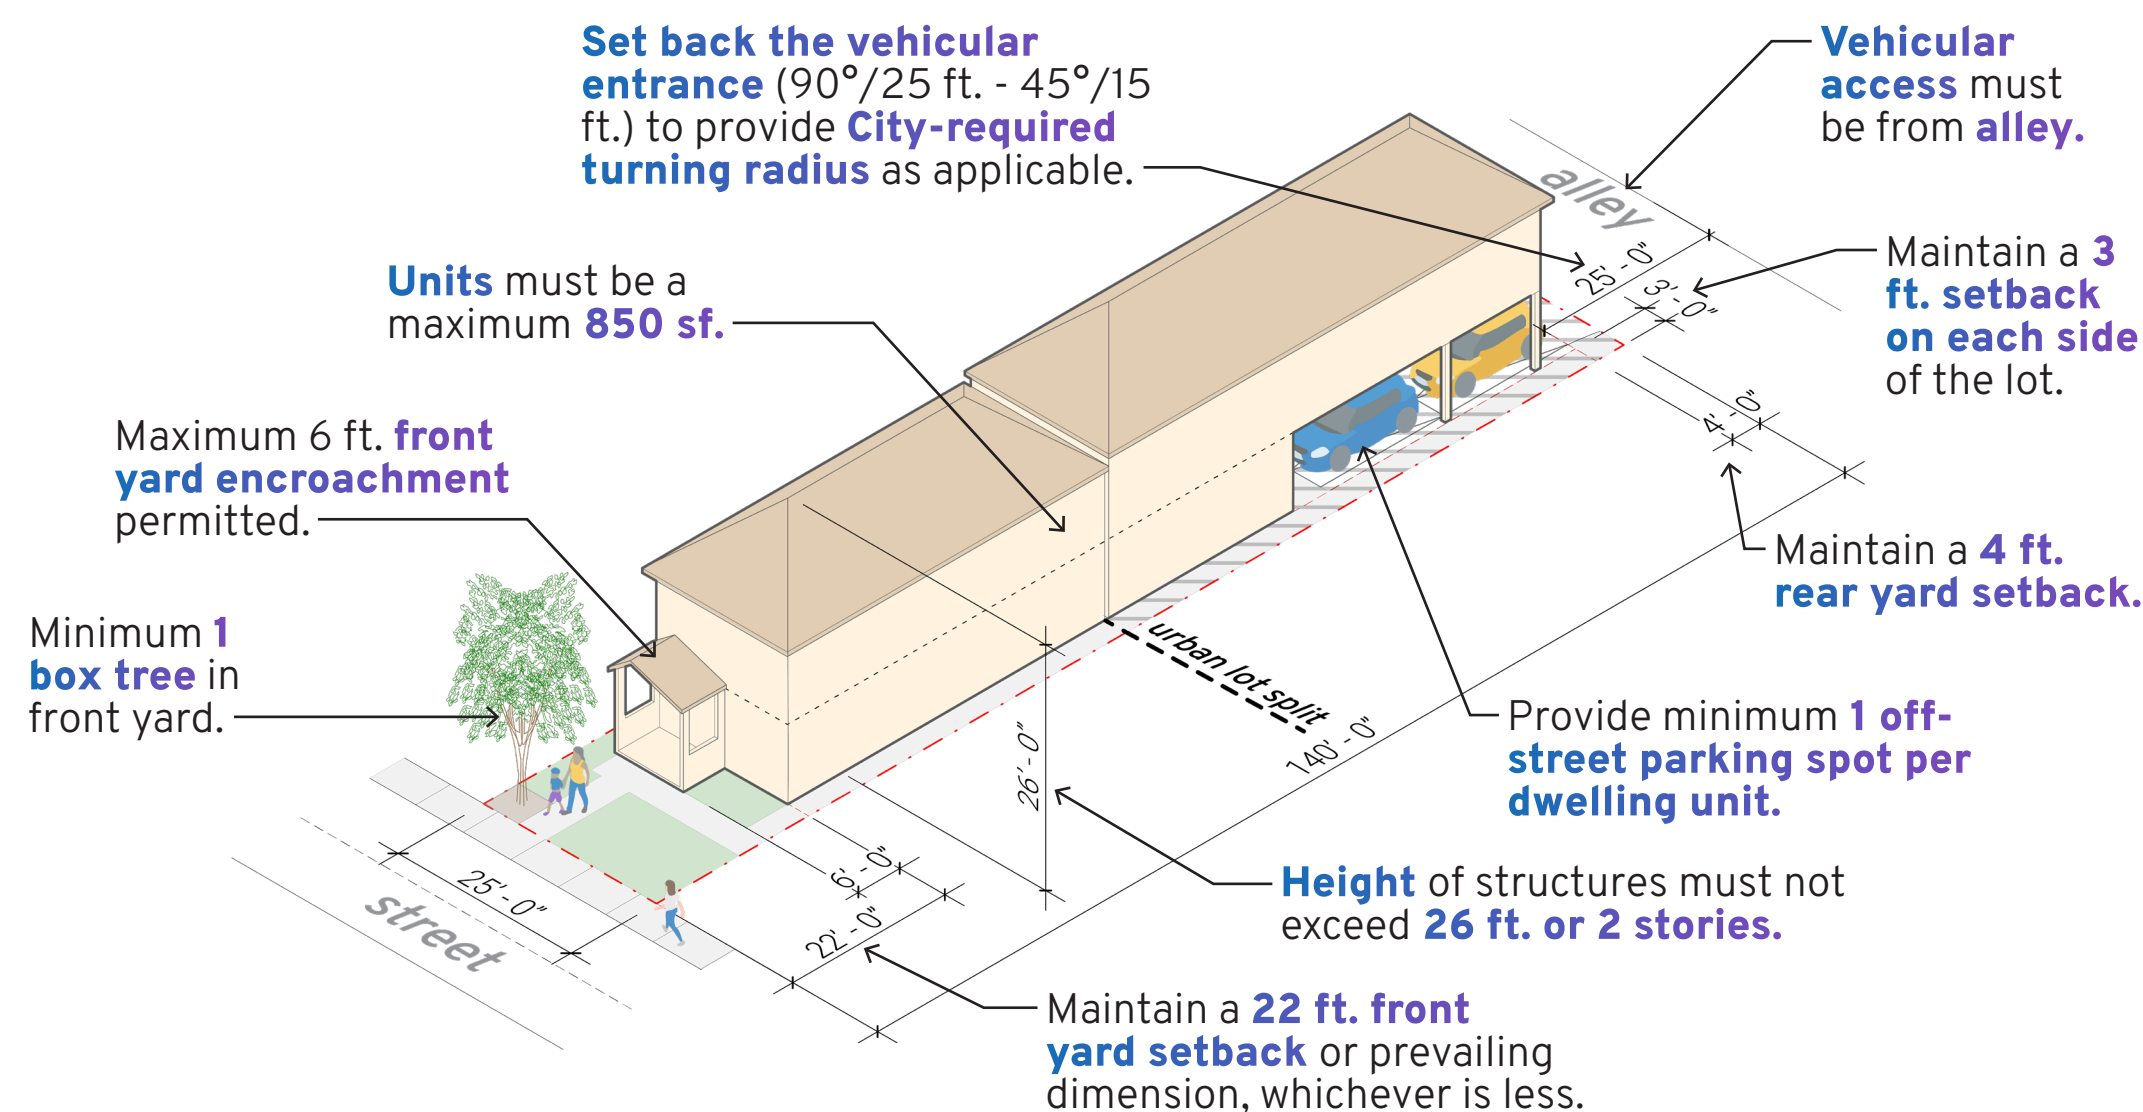 Set back the vehicular
entrance (90°/25 ft. - 45°/15
ft.) to provide City-required
turning radius as applicable.
Vehicular
access must
be from alley.
alley
Units must be a
maximum 850 sf.
25'-0"
3'-0"
Maintain a 3
ft. setback
on each side
of the lot.
Maximum 6 ft. front
yard encroachment
permitted.
4'-0"
Maintain a 4 ft.
rear yard setback.
Minimum 1
box tree in
front yard.
urban lot split
140'-0"
Provide minimum 1 off-
street parking spot per
dwelling unit.
26'-0"
6'-0"
25'-0"
street
22'-0"
Height of structures must not
exceed 26 ft. or 2 stories.
Maintain a 22 ft. front
yard setback or prevailing
dimension, whichever is less.